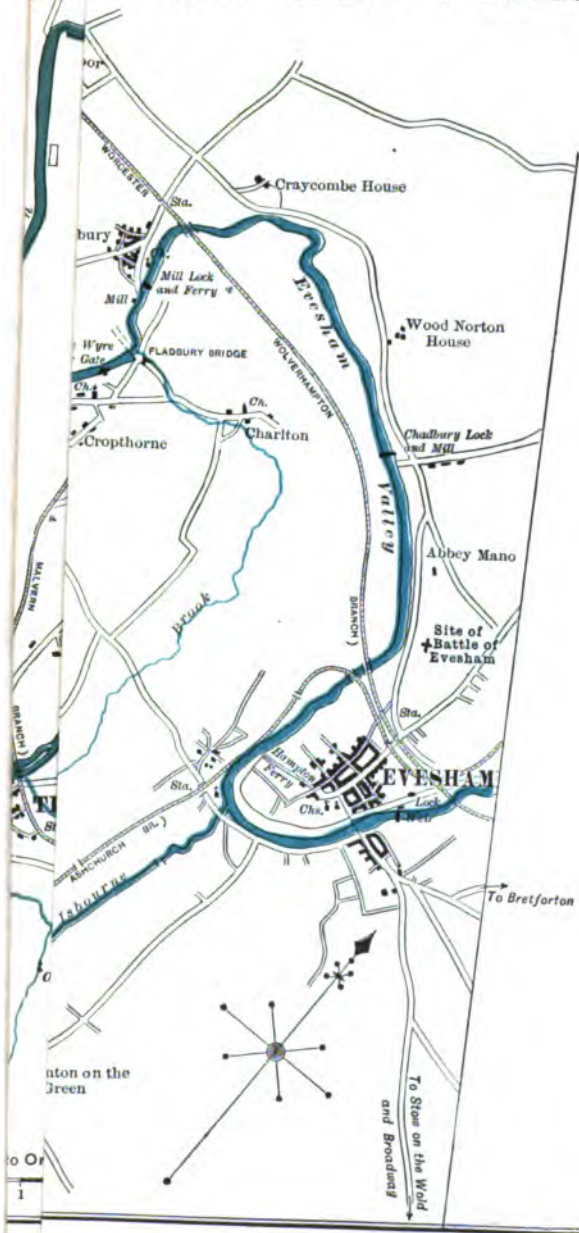 WORCESTER
Craycombe House
Sta.
bury
Ch.
Mill Lock
and Ferry
Mill
Evesham
Wood Norton
House
Wyre
Gate
FLADBURY BRIDGE
WOLVERHAMPTON
Ch.
Ch.
Charlton
Cropthorne
Chadbury Lock
and Mill
Valley
MALVERN
Abbey Mano
Brook
BRANCH)
Site of
Battle of
Evesham
BRANCH)
Sta.
Hampton
Ferry
EVESHAM
Sta.
Chs.
Lock
ASHCHURCH BR.)
sbourne
To Bretforton
nton on the
Green
To Stow on the Wold
and Broadway
to Or
1